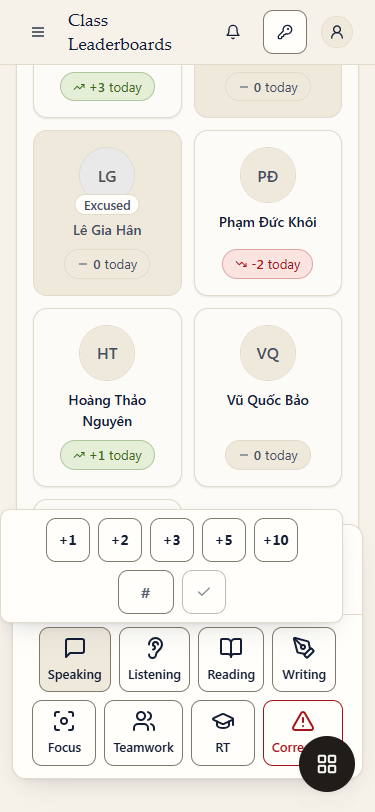 Class
Leaderboards
+3 today
0 today
LG
Excused
Lê Gia Hân
0 today
PĐ
Phạm Đức Khôi
-2 today
HT
Hoàng Thảo
Nguyên
+1 today
VQ
Vũ Quốc Bảo
0 today
+1
+2
+3
+5
+10
#
Speaking
Listening
Reading
Writing
Focus
Teamwork
RT